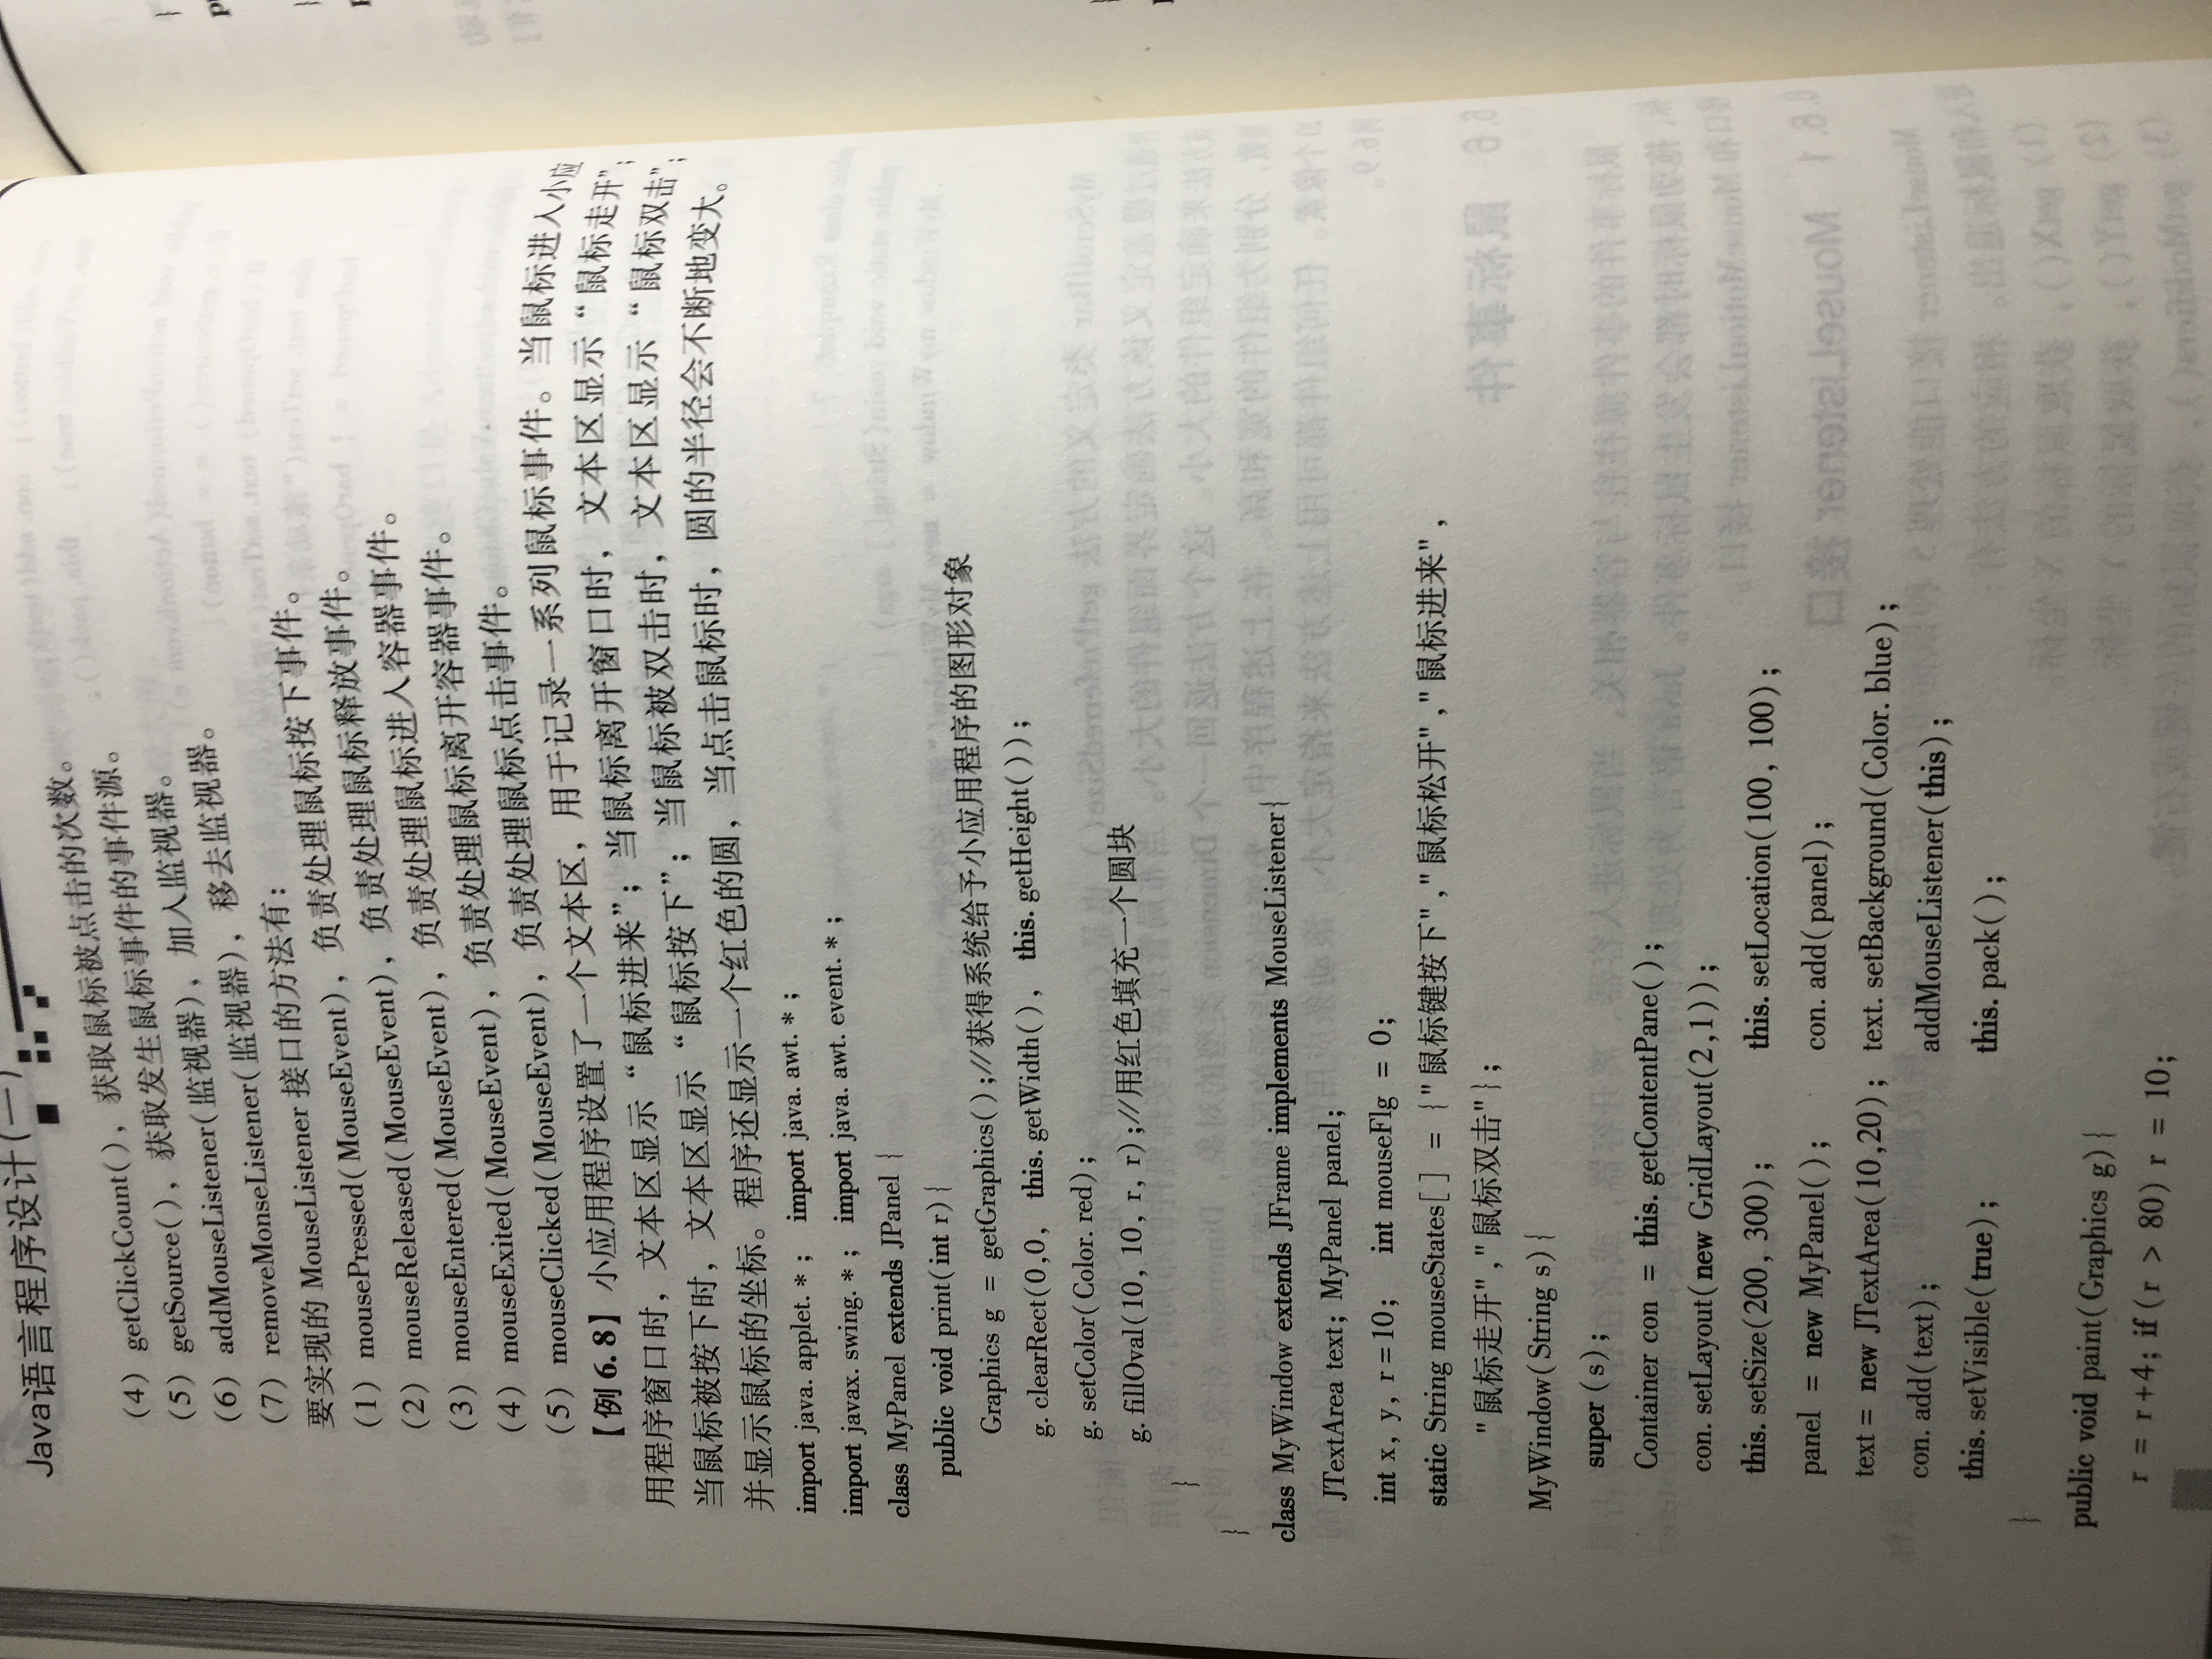 Java语言程序设计(一)
(4) getClickCount()，获取鼠标被点击的次数。
(5) getSource()，获取发生鼠标事件的事件源。
(6) addMouseListener(监视器)，加入监视器。
(7) removeMonseListener(监视器)，移去监视器。
要实现的 MouseListener 接口的方法有：
(1) mousePressed(MouseEvent)，负责处理鼠标按下事件。
(2) mouseReleased(MouseEvent)，负责处理鼠标释放事件。
(3) mouseEntered(MouseEvent)，负责处理鼠标进入容器事件。
(4) mouseExited(MouseEvent)，负责处理鼠标离开容器事件。
(5) mouseClicked(MouseEvent)，负责处理鼠标点击事件。
【例6.8】小应用程序设置了一个文本区，用于记录一系列鼠标事件。当鼠标进入小应
用程序窗口时，文本区显示“鼠标进来”；当鼠标离开窗口时，文本区显示“鼠标走开”；
当鼠标被按下时，文本区显示“鼠标按下”；当鼠标被双击时，文本区显示“鼠标双击”；
并显示鼠标的坐标。程序还显示一个红色的圆，当点击鼠标时，圆的半径会不断地变大。
import java. applet. * ; import java. awt. * ;
import javax. swing. * ; import java. awt. event. * ;
class MyPanel extends JPanel {
public void print(int r){
Graphics g = getGraphics();//获得系统给予小应用程序的图形对象
g. clearRect(0,0, this. getWidth(), this. getHeight());
g. setColor(Color. red);
g. fillOval(10, 10, r, r);//用红色填充一个圆块
}
}
class MyWindow extends JFrame implements MouseListener{
JTextArea text; MyPanel panel;
int x, y, r=10; int mouseFlg = 0;
static String mouseStates[ ] = {"鼠标键按下","鼠标松开","鼠标进来",
"鼠标走开","鼠标双击"};
MyWindow(String s){
super (s);
Container con = this. getContentPane();
con. setLayout(new GridLayout(2,1));
this. setSize(200, 300); this. setLocation(100, 100);
panel = new MyPanel(); con. add(panel);
text = new JTextArea(10,20); text. setBackground(Color. blue);
con. add(text); addMouseListener(this);
this. setVisible(true); this. pack();
}
public void paint(Graphics g){
r = r+4; if(r > 80) r = 10;